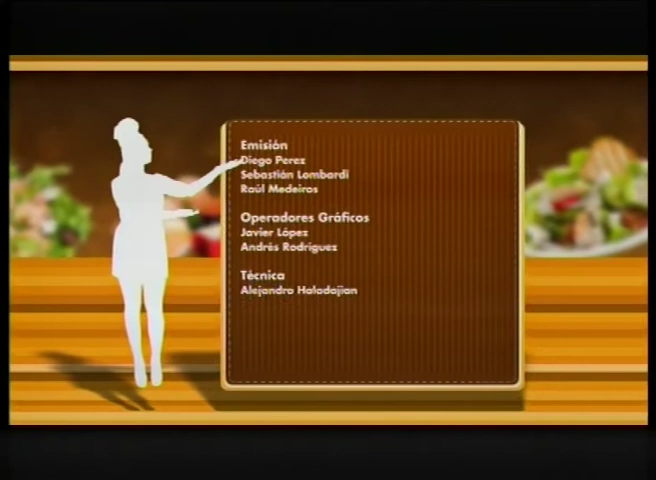 Emisión
Diego Perez
Sebastián Lombardi
Raúl Medeiros
Operadores Gráficos
Javier López
Andrés Rodriguez
Técnica
Alejandro Haladajian